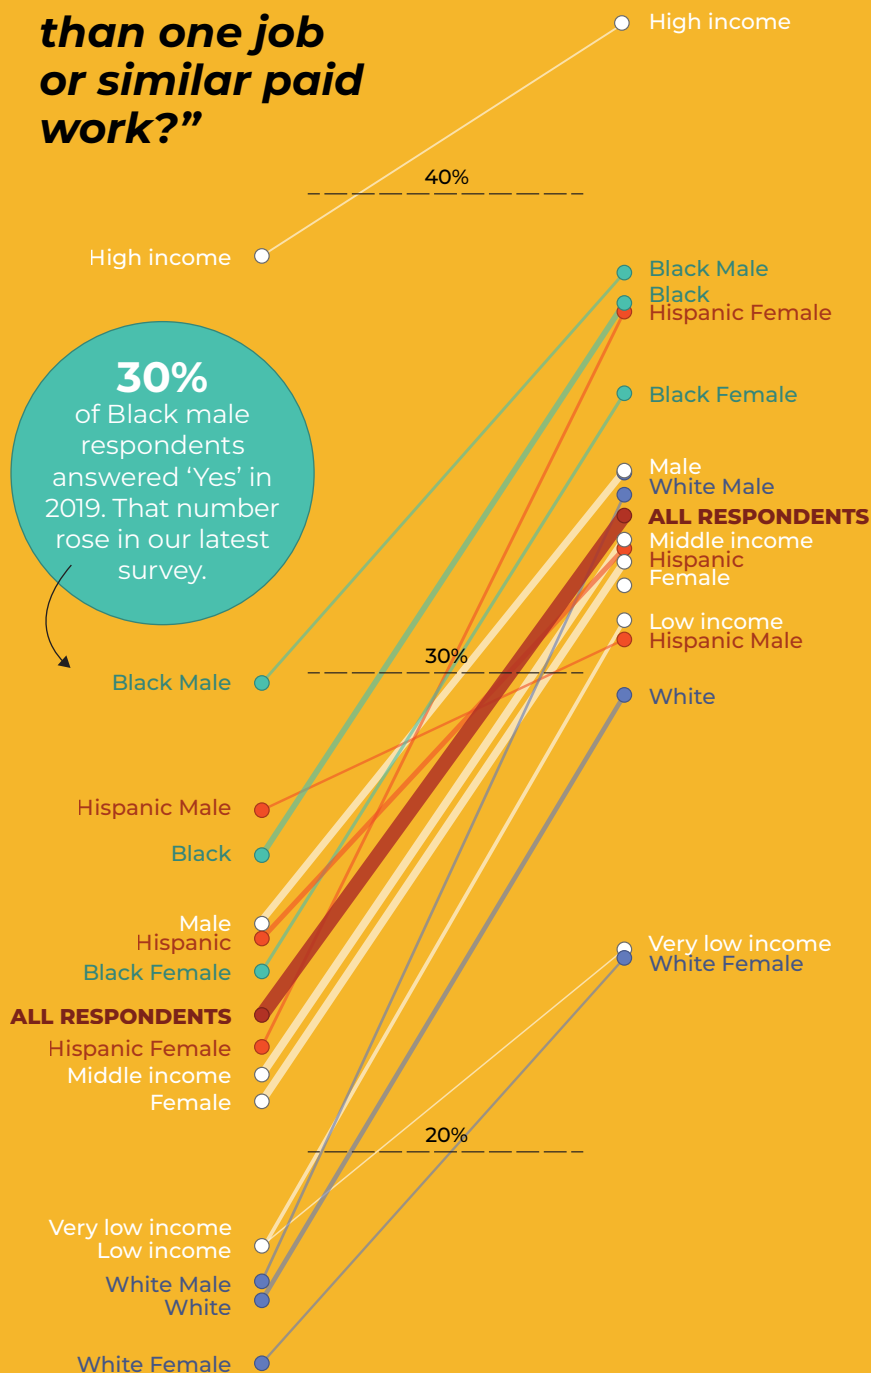 than one job
or similar paid
work?”
High income
40%
High income
Black Male
Black
Hispanic Female
30%
of Black male
respondents
answered ‘Yes’ in
2019. That number
rose in our latest
survey.
Black Female
Male
White Male
ALL RESPONDENTS
Middle income
Hispanic
Female
Low income
Hispanic Male
30%
Black Male
White
Hispanic Male
Black
Male
Hispanic
Black Female
Very low income
White Female
ALL RESPONDENTS
Hispanic Female
Middle income
Female
20%
Very low income
Low income
White Male
White
White Female